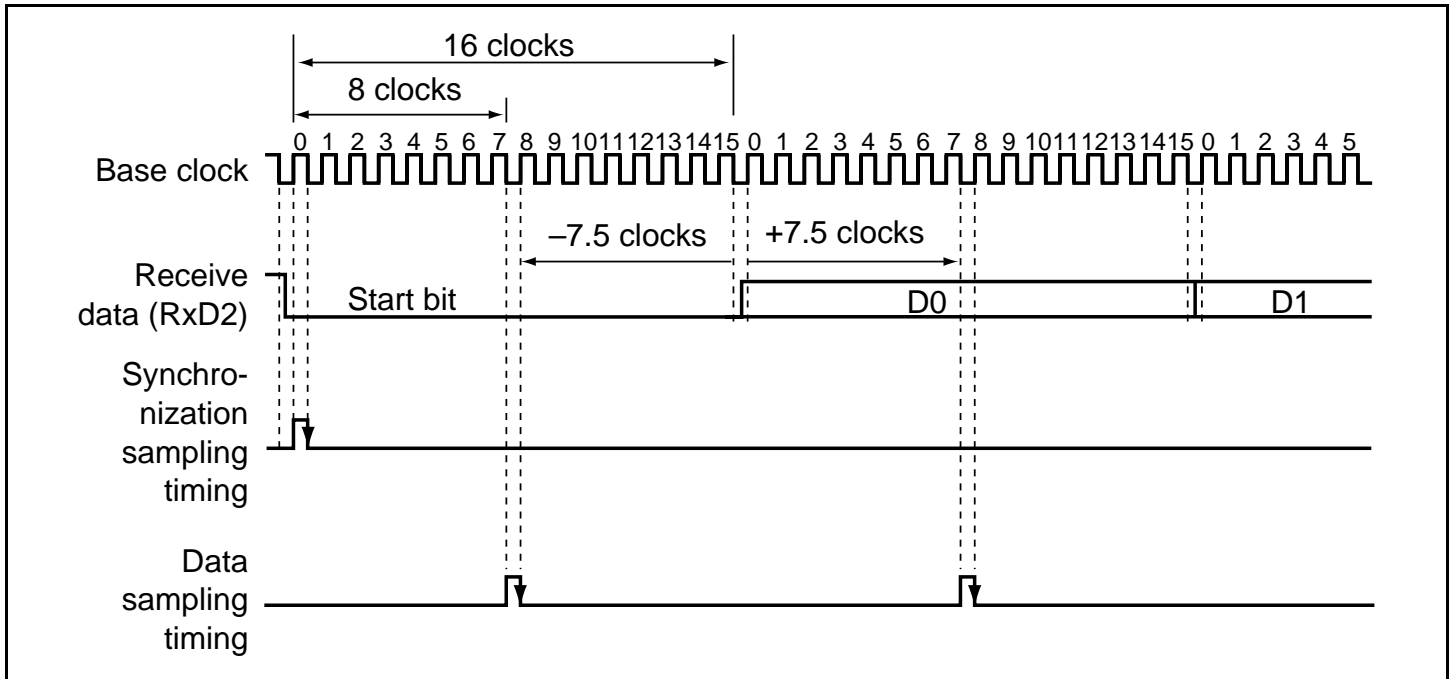 16 clocks
8 clocks
0 1 2 3 4 5 6 7 8 9 10 11 12 13 14 15 0 1 2 3 4 5 6 7 8 9 10 11 12 13 14 15 0 1 2 3 4 5
Base clock
–7.5 clocks +7.5 clocks
Receive
data (RxD2)
Start bit D0 D1
Synchro-
nization
sampling
timing
Data
sampling
timing